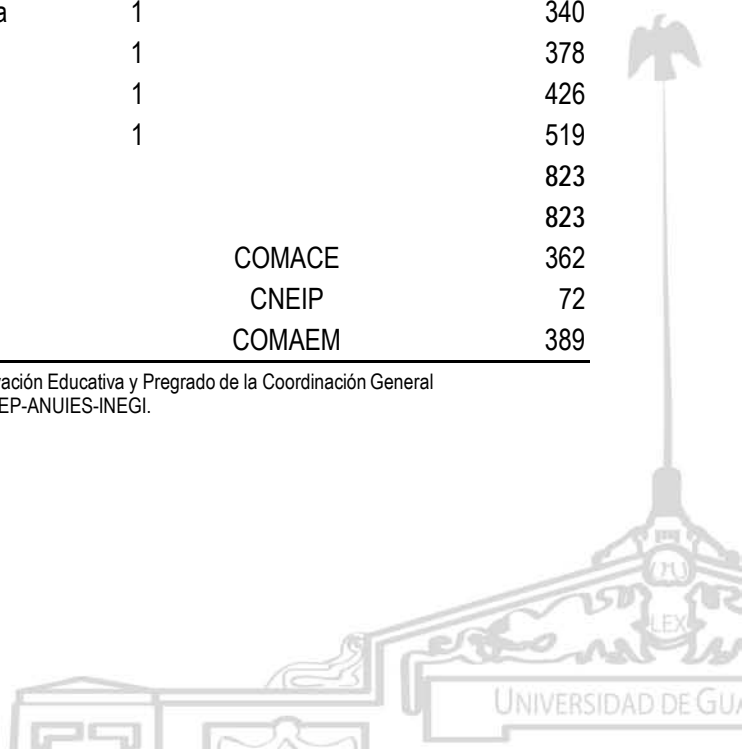 a 1 340
1 378
1 426
1 519
823
823
COMACE 362
CNEIP 72
COMAEM 389
ación Educativa y Pregrado de la Coordinación General
EP-ANUIES-INEGI.
LEX
UNIVERSIDAD DE GUA